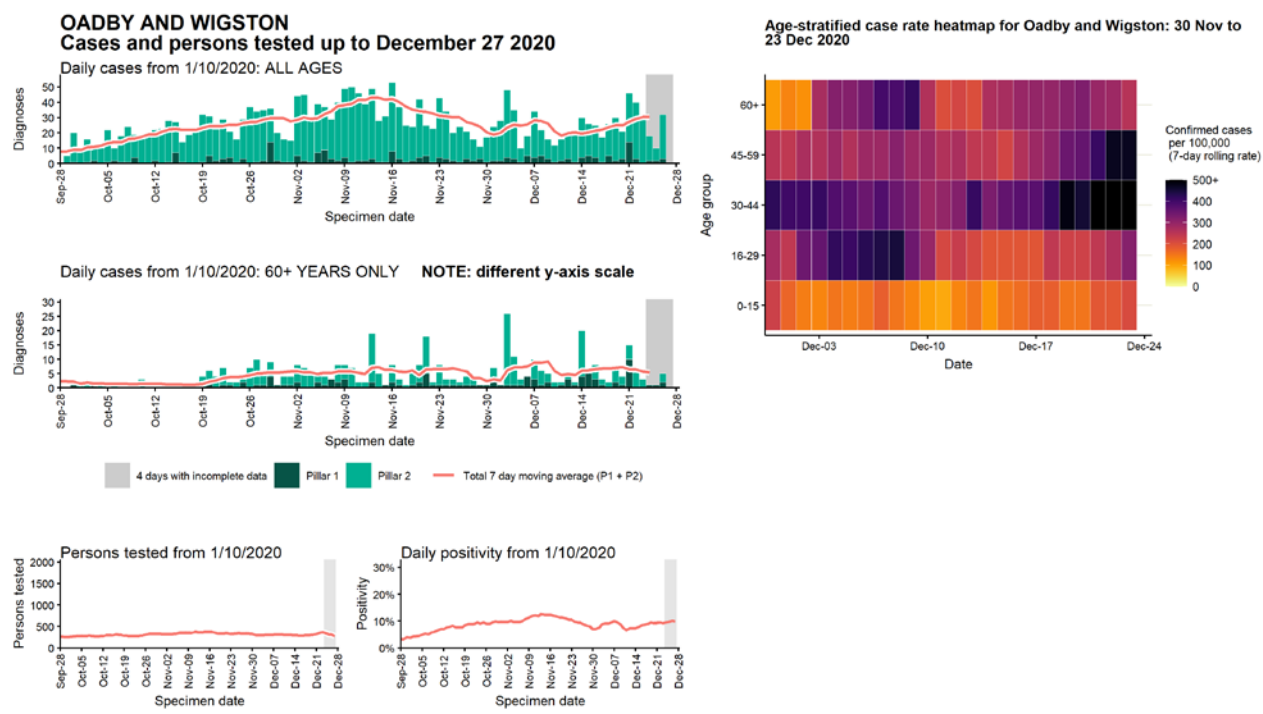 OADBY AND WIGSTON
Cases and persons tested up to December 27 2020
Daily cases from 1/10/2020: ALL AGES
Diagnoses
50
40
30
20
10
0
Sep-28
Oct-05
Oct-12
Oct-19
Oct-26
Nov-02
Nov-09
Nov-16
Nov-23
Nov-30
Dec-07
Dec-14
Dec-21
Dec-28
Specimen date
Daily cases from 1/10/2020: 60+ YEARS ONLY NOTE: different y-axis scale
Diagnoses
30
25
20
15
10
5
0
Sep-28
Oct-05
Oct-12
Oct-19
Oct-26
Nov-02
Nov-09
Nov-16
Nov-23
Nov-30
Dec-07
Dec-14
Dec-21
Dec-28
Specimen date
4 days with incomplete data Pillar 1 Pillar 2 Total 7 day moving average (P1 + P2)
Persons tested from 1/10/2020
Persons tested
2000
1500
1000
500
0
Sep-28
Oct-05
Oct-12
Oct-19
Oct-26
Nov-02
Nov-09
Nov-16
Nov-23
Nov-30
Dec-07
Dec-14
Dec-21
Dec-28
Specimen date
Daily positivity from 1/10/2020
Positivity
30%
20%
10%
0%
Sep-28
Oct-05
Oct-12
Oct-19
Oct-26
Nov-02
Nov-09
Nov-16
Nov-23
Nov-30
Dec-07
Dec-14
Dec-21
Dec-28
Specimen date
Age-stratified case rate heatmap for Oadby and Wigston: 30 Nov to
23 Dec 2020
Age group
60+
45-59
30-44
16-29
0-15
Dec-03
Dec-10
Dec-17
Dec-24
Date
Confirmed cases
per 100,000
(7-day rolling rate)
500+
400
300
200
100
0